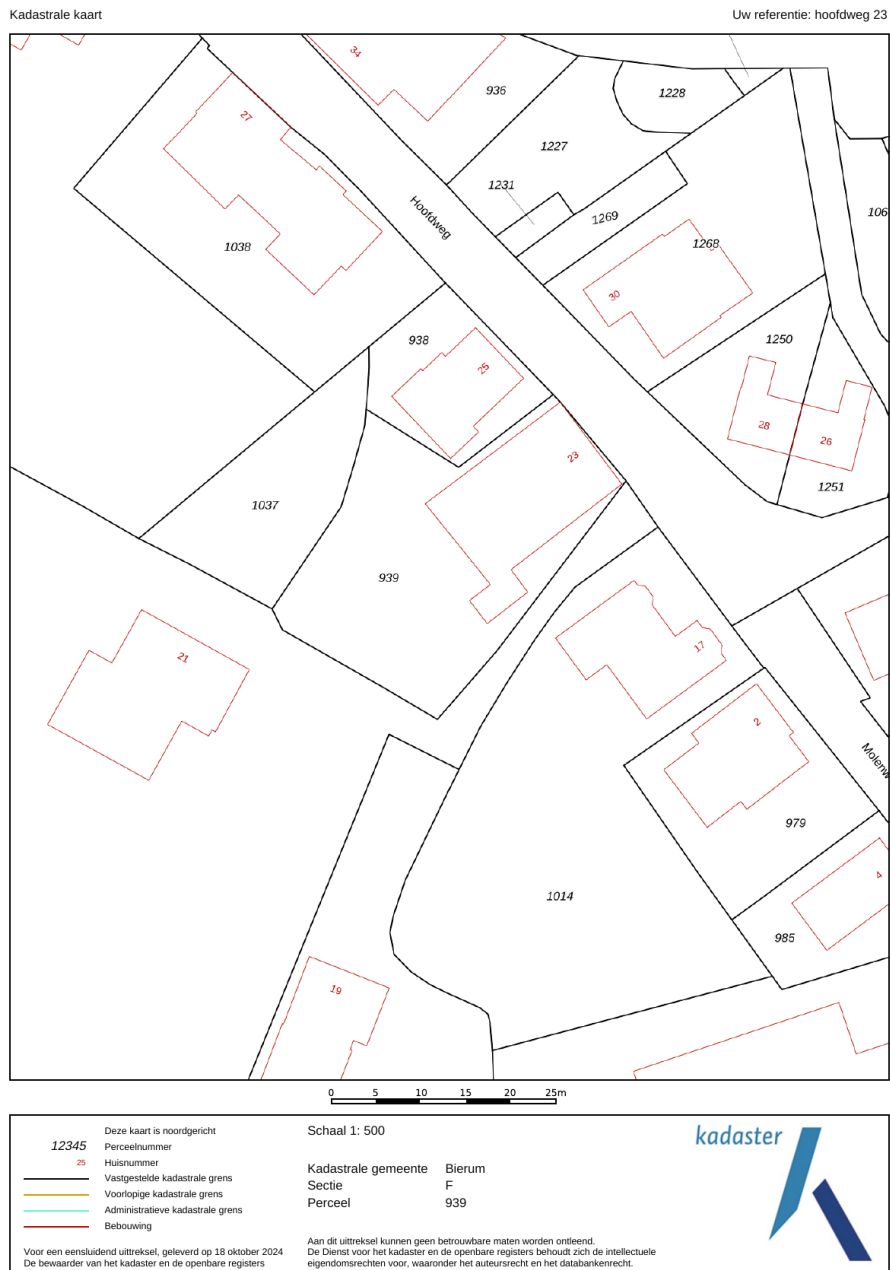 Kadastrale kaart
Uw referentie: hoofdweg 23
34
936
1228
27
1227
1231
Hoofdweg
1269
106
1038
1268
30
938
1250
25
28
26
23
1251
1037
939
21
17
2
Molenw
979
4
1014
985
19
0 5 10 15 20 25m
Deze kaart is noordgericht
12345 Perceelnummer
25 Huisnummer
Vastgestelde kadastrale grens
Voorlopige kadastrale grens
Administratieve kadastrale grens
Bebouwing
Voor een eensluidend uittreksel, geleverd op 18 oktober 2024
De bewaarder van het kadaster en de openbare registers
Schaal 1: 500
Kadastrale gemeente Bierum
Sectie F
Perceel 939
Aan dit uittreksel kunnen geen betrouwbare maten worden ontleend.
De Dienst voor het kadaster en de openbare registers behoudt zich de intellectuele
eigendomsrechten voor, waaronder het auteursrecht en het databankenrecht.
kadaster